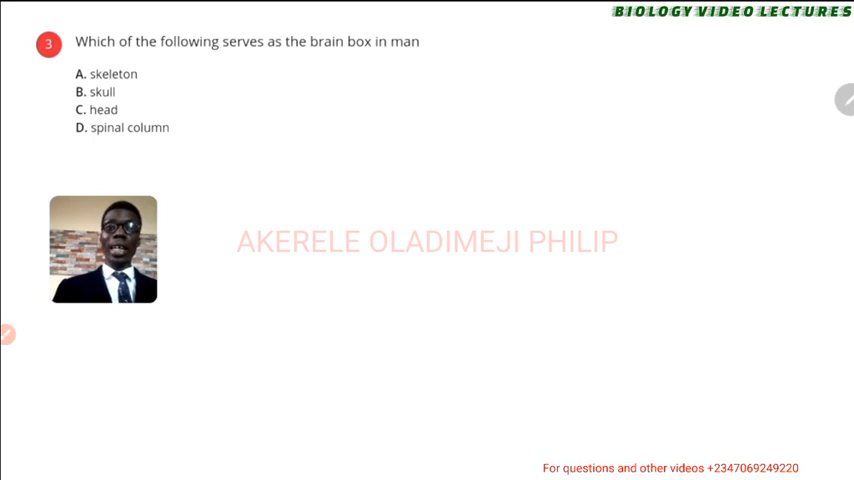 BIOLOGY VIDEO LECTURES
3 Which of the following serves as the brain box in man
A. skeleton
B. skull
C. head
D. spinal column
AKERELE OLADIMEJI PHILIP
For questions and other videos +2347069249220